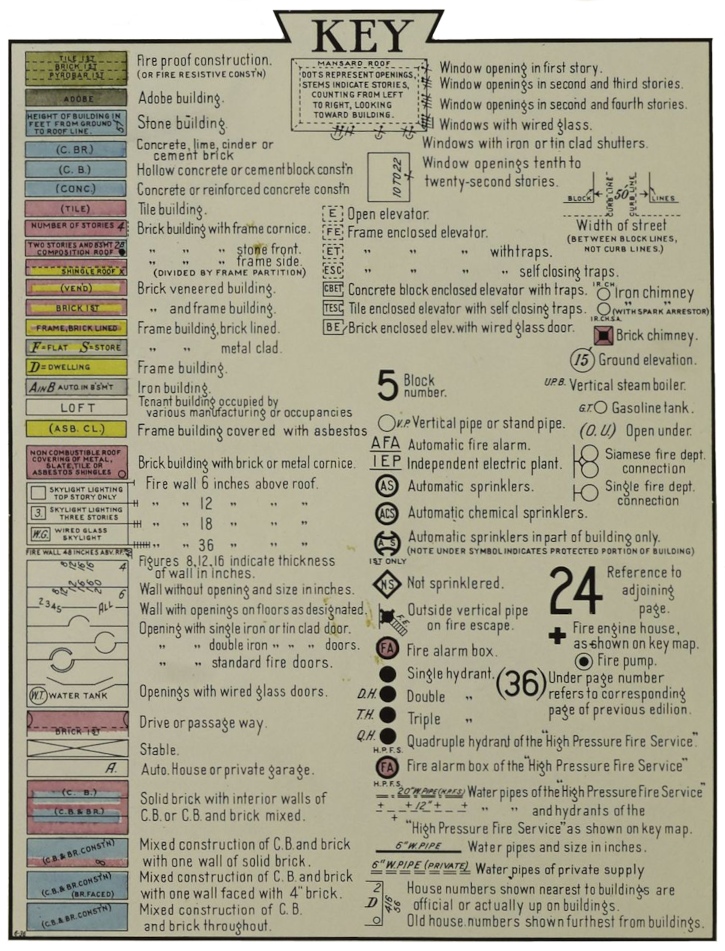 KEY
TILE 1ST
BRICK 1ST
PYROBAR 1ST
Fire proof construction.
(OR FIRE RESISTIVE CONST'N)
ADOBE
Adobe building.
HEIGHT OF BUILDING IN
FEET FROM GROUND
TO ROOF LINE.
Stone building.
(C. BR.)
Concrete, lime, cinder or
cement brick
(C. B.)
Hollow concrete or cement block const'n
(CONC.)
Concrete or reinforced concrete const'n
(TILE)
Tile building.
NUMBER OF STORIES 4
Brick building with frame cornice.
TWO STORIES AND BSMT 2B
COMPOSITION ROOF
" " stone front.
" " frame side.
SHINGLE ROOF X
(DIVIDED BY FRAME PARTITION)
(VEND)
Brick veneered building.
BRICK 1ST
" and frame building.
FRAME, BRICK LINED
Frame building, brick lined.
F=FLAT S=STORE
" " metal clad.
D=DWELLING
Frame building.
A IN B AUTO. IN B'SM'T
Iron building.
LOFT
Tenant building occupied by
various manufacturing or occupancies
(ASB. CL.)
Frame building covered with asbestos
NON COMBUSTIBLE ROOF
COVERING OF METAL,
SLATE, TILE OR
ASBESTOS SHINGLES
Brick building with brick or metal cornice.
SKYLIGHT LIGHTING
TOP STORY ONLY
Fire wall 6 inches above roof.
3.
SKYLIGHT LIGHTING
THREE STORIES
" " 12 " " "
" " 18 " " "
W.G.
WIRED GLASS
SKYLIGHT
" " 36 " " "
FIRE WALL 48 INCHES ABV. RF.
Figures 8,12,16 indicate thickness
of wall in inches.
4
Wall without opening and size in inches.
6
2345 ALL
Wall with openings on floors as designated.
Opening with single iron or tin clad door.
" " double iron " " doors.
" " standard fire doors.
W.T. WATER TANK
Openings with wired glass doors.
BRICK 1ST
Drive or passage way.
Stable.
A.
Auto. House or private garage.
(C. B.)
(C.B.& BR.)
Solid brick with interior walls of
C.B. or C.B. and brick mixed.
(C.B.& BR.CONST'N)
Mixed construction of C.B. and brick
with one wall of solid brick.
(C.B.& BR.CONST'N)
(BR.FACED)
Mixed construction of C.B. and brick
with one wall faced with 4" brick.
(C.B.& BR.CONST'N)
Mixed construction of C. B.
and brick throughout.
MANSARD ROOF
DOTS REPRESENT OPENINGS,
STEMS INDICATE STORIES,
COUNTING FROM LEFT
TO RIGHT, LOOKING
TOWARD BUILDING.
Window opening in first story.
Window openings in second and third stories.
Window openings in second and fourth stories.
Windows with wired glass.
Windows with iron or tin clad shutters.
10 TO 22
Window openings tenth to
twenty-second stories.
BLOCK
CURB LINE
50'
CURB LINE
LINES
Width of street
(BETWEEN BLOCK LINES,
NOT CURB LINES.)
E Open elevator.
FE Frame enclosed elevator.
ET " " " with traps.
ESC " " " " self closing traps.
CBET Concrete block enclosed elevator with traps.
TESC Tile enclosed elevator with self closing traps.
BE Brick enclosed elev. with wired glass door.
IR. CH. Iron chimney
IR.CH.S.A. " " (WITH SPARK ARRESTOR)
Brick chimney.
15 Ground elevation.
5 Block
number.
U.P.B. Vertical steam boiler.
G.T. Gasoline tank.
V.P. Vertical pipe or stand pipe.
(O. U.) Open under.
AFA Automatic fire alarm.
IEP Independent electric plant.
Siamese fire dept.
connection
AS Automatic sprinklers.
Single fire dept.
connection
ACS Automatic chemical sprinklers.
AS Automatic sprinklers in part of building only.
1ST ONLY (NOTE UNDER SYMBOL INDICATES PROTECTED PORTION OF BUILDING)
NS Not sprinklered.
24 Reference to
adjoining
page.
F.E. Outside vertical pipe
on fire escape.
Fire engine house,
as shown on key map.
FA Fire alarm box.
Fire pump.
Single hydrant.
D.H. Double "
T.H. Triple "
(36) Under page number
refers to corresponding
page of previous edition.
Q.H. Quadruple hydrant of the "High Pressure Fire Service."
H.P.F.S.
FA Fire alarm box of the "High Pressure Fire Service"
H.P.F.S.
20" W.PIPE (H.P.F.S.) Water pipes of the "High Pressure Fire Service"
12" " " and hydrants of the
"High Pressure Fire Service" as shown on key map.
6" W.PIPE Water pipes and size in inches.
6" W.PIPE (PRIVATE) Water pipes of private supply
2
D
House numbers shown nearest to buildings are
official or actually up on buildings.
Old house numbers shown furthest from buildings.